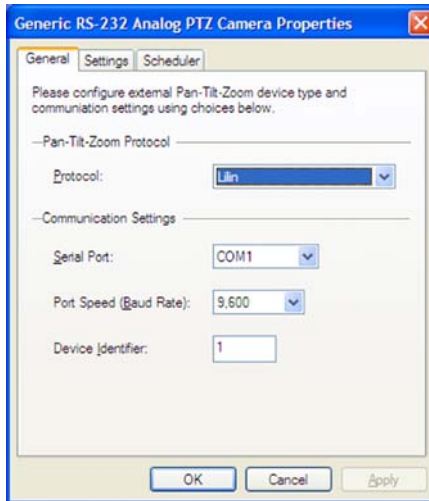 Generic RS-232 Analog PTZ Camera Properties
General Settings Scheduler
Please configure external Pan-Tilt-Zoom device type and
communiation settings using choices below.
Pan-Tilt-Zoom Protocol
Protocol: Lilin
Communication Settings
Serial Port: COM1
Port Speed (Baud Rate): 9,600
Device Identifier: 1
OK Cancel Apply